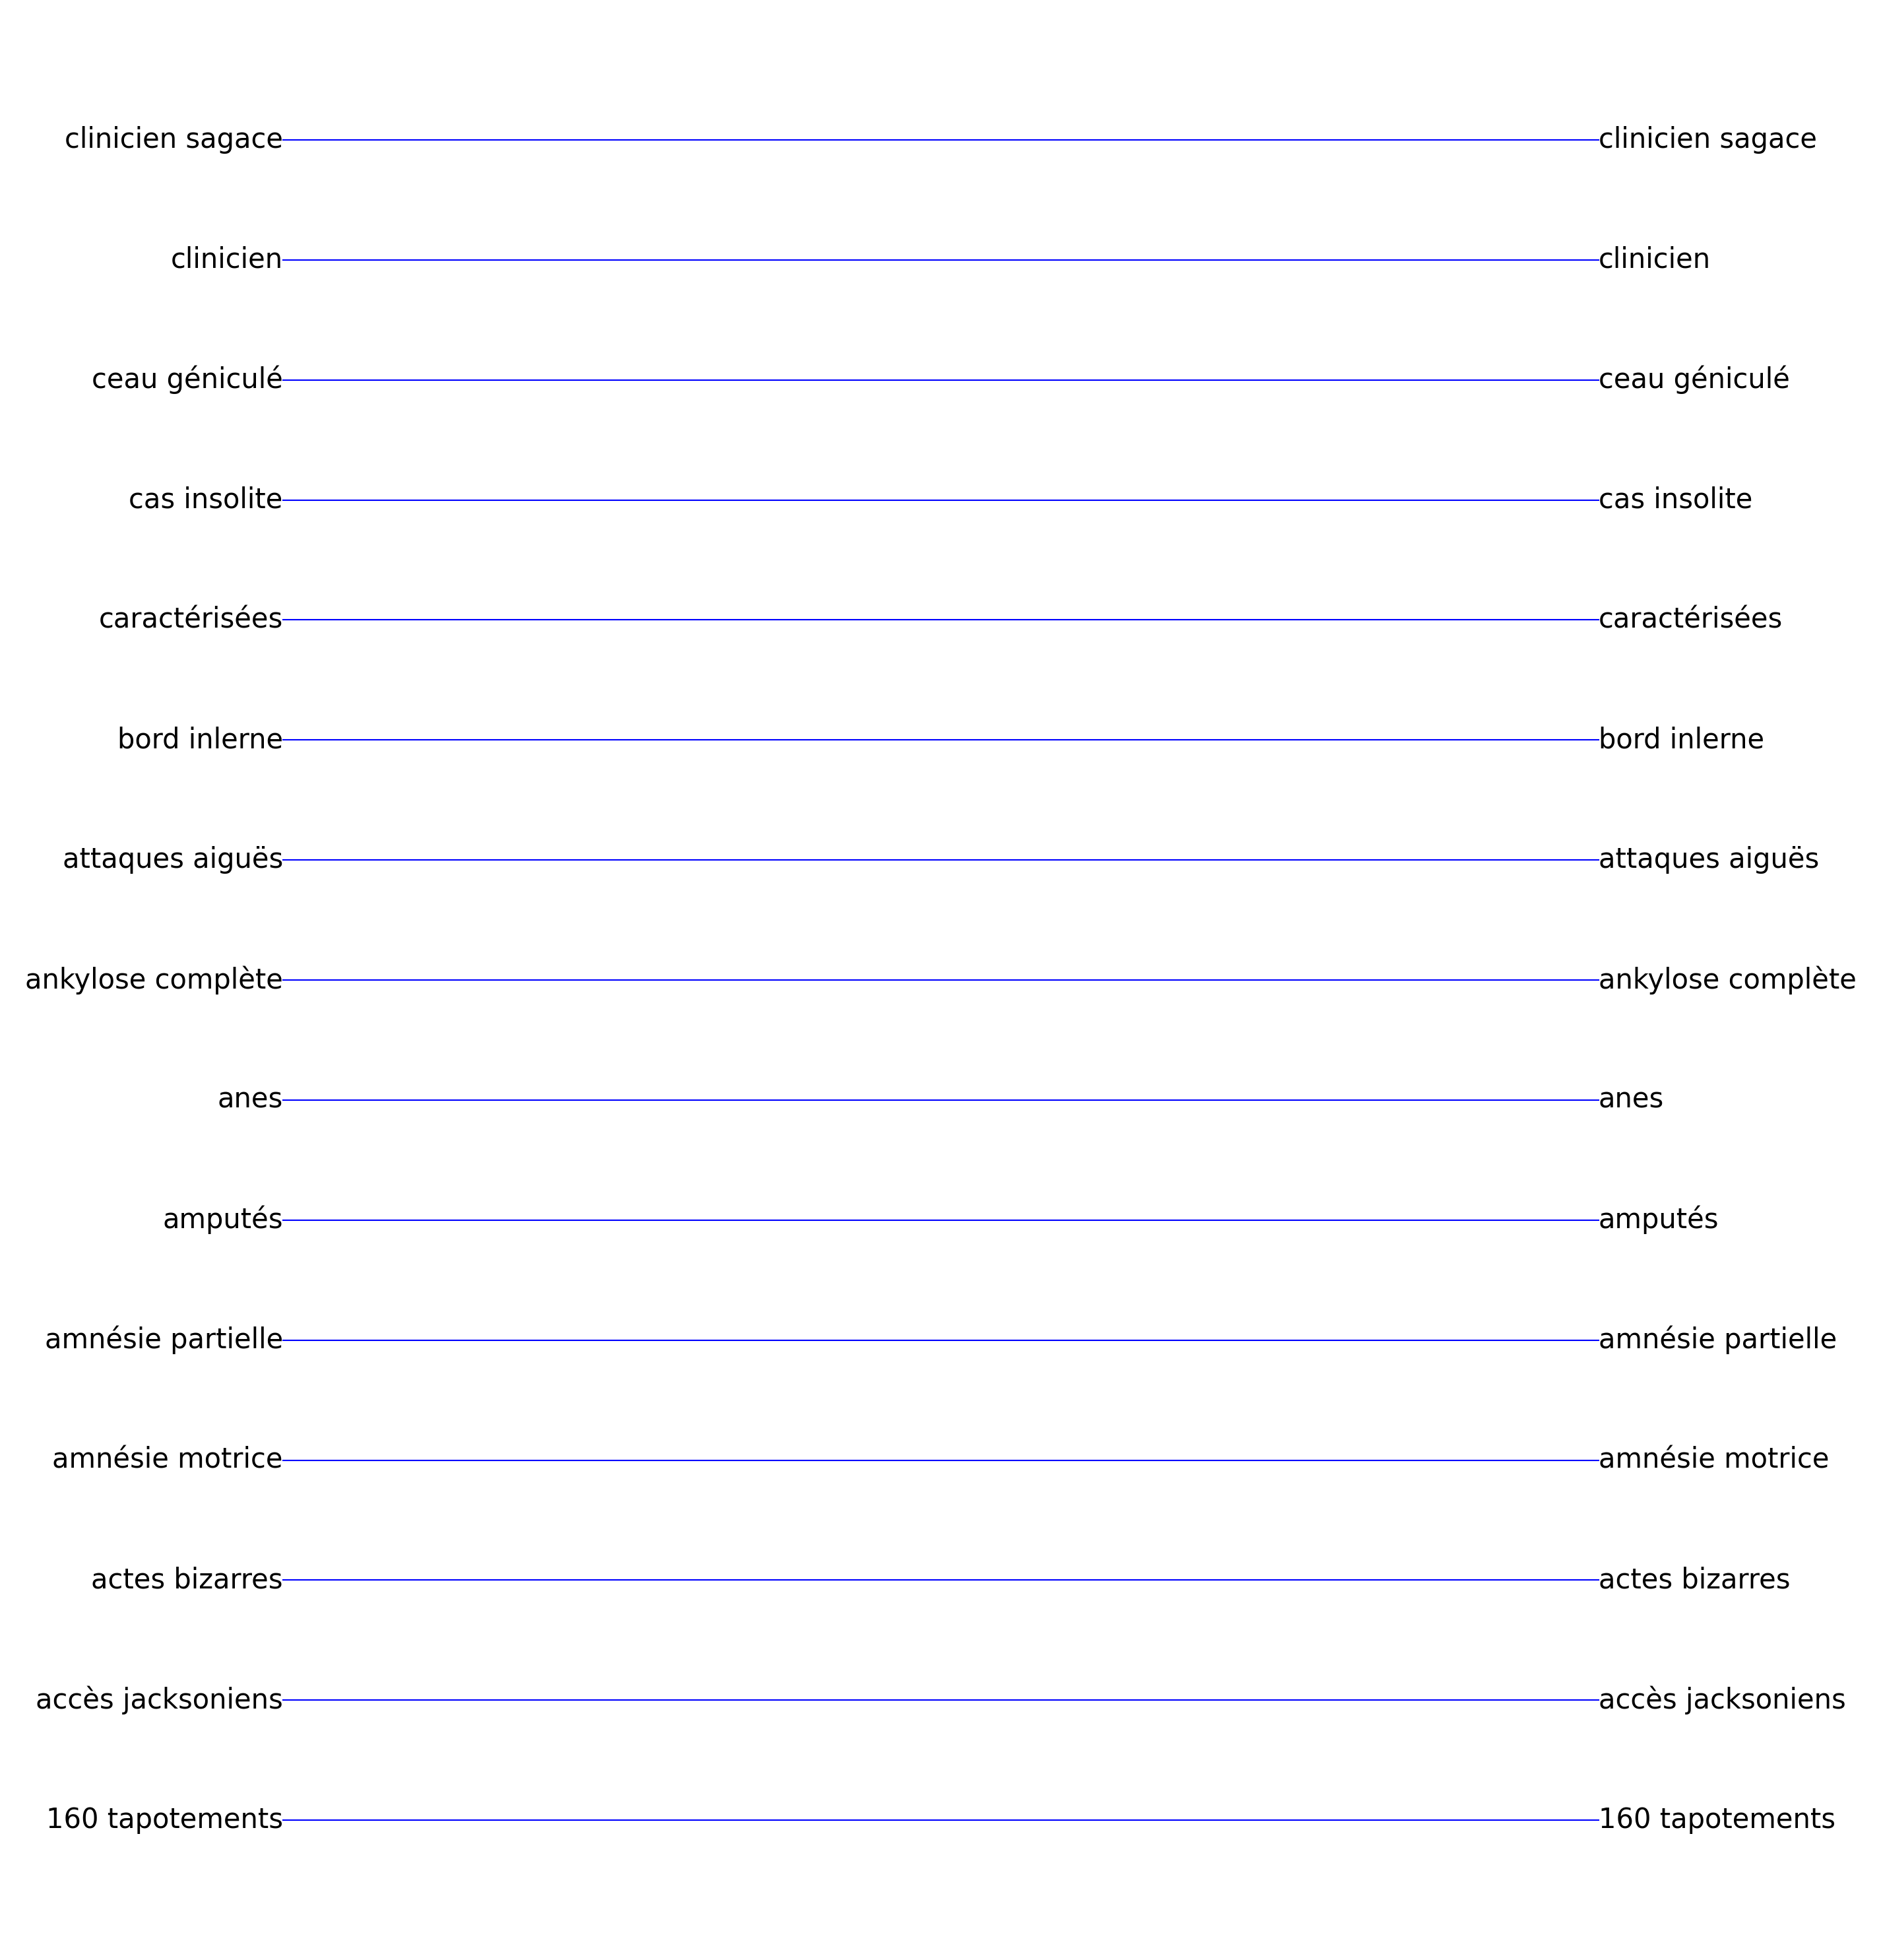 clinicien sagace clinicien sagace
clinicien clinicien
ceau géniculé ceau géniculé
cas insolite cas insolite
caractérisées caractérisées
bord inlerne bord inlerne
attaques aiguës attaques aiguës
ankylose complète ankylose complète
anes anes
amputés amputés
amnésie partielle amnésie partielle
amnésie motrice amnésie motrice
actes bizarres actes bizarres
accès jacksoniens accès jacksoniens
160 tapotements 160 tapotements